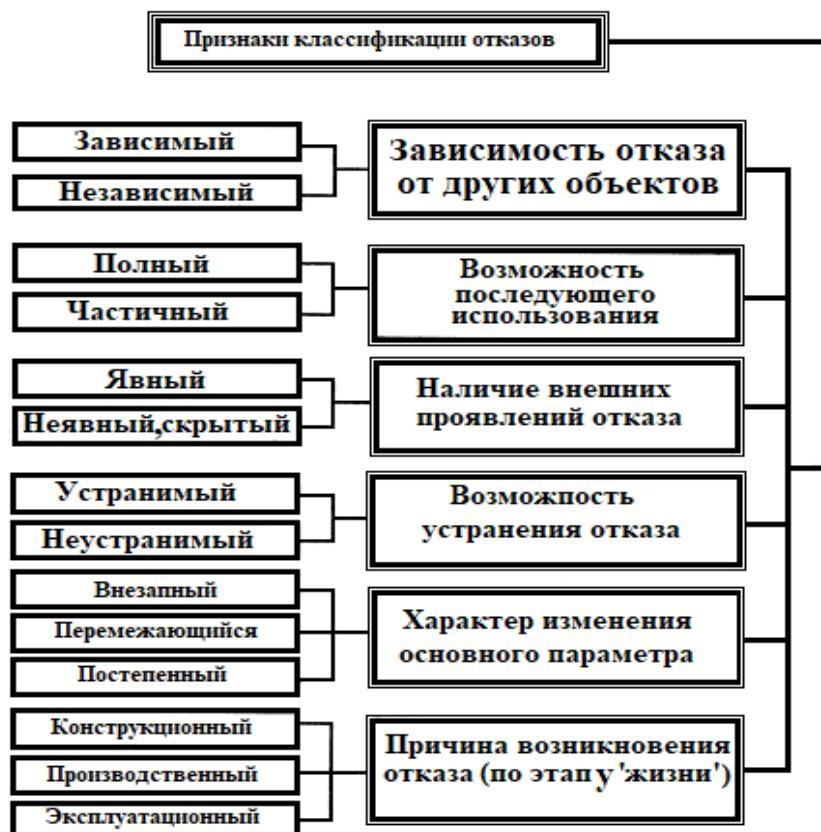 Признаки классификации отказов
Зависимый
Независимый
Зависимость отказа
от других объектов
Полный
Частичный
Возможность
последующего
использования
Явный
Неявный,скрытый
Наличие внешних
проявлений отказа
Устранимый
Неустранимый
Возможпость
устранения отказа
Внезапный
Перемежающийся
Постепенный
Характер изменения
основного параметра
Конструкционный
Производственный
Эксплуатационный
Причина возникновения
отказа (по этап у 'жизни')